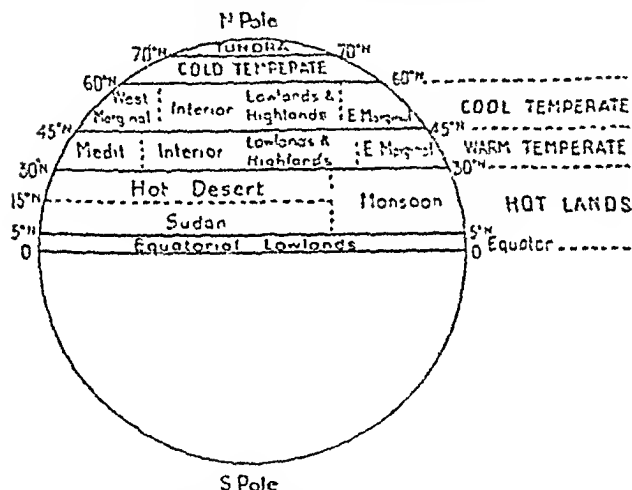 N Pole
70°N TUNDRA 70°N
COLD TEMPERATE
60°N 60°N
West Marginal Interior Lowlands & Highlands E Marginal COOL TEMPERATE
45°N 45°N
Medit Interior Lowlands & Highlands E Marginal WARM TEMPERATE
30°N 30°N
Hot Desert
15°N Monsoon HOT LANDS
Sudan
5°N 5°N
0 Equatorial Lowlands 0 Equator
S Pole